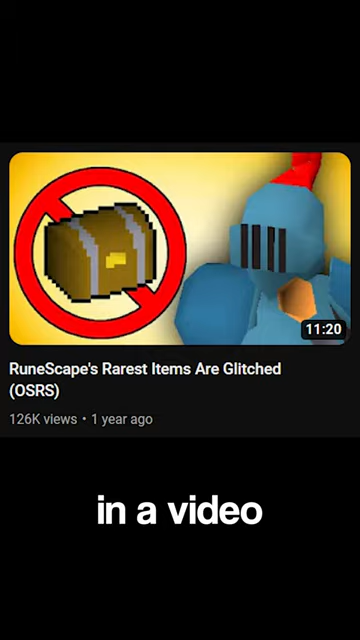 11:20
RuneScape's Rarest Items Are Glitched
(OSRS)
126K views • 1 year ago
in a video